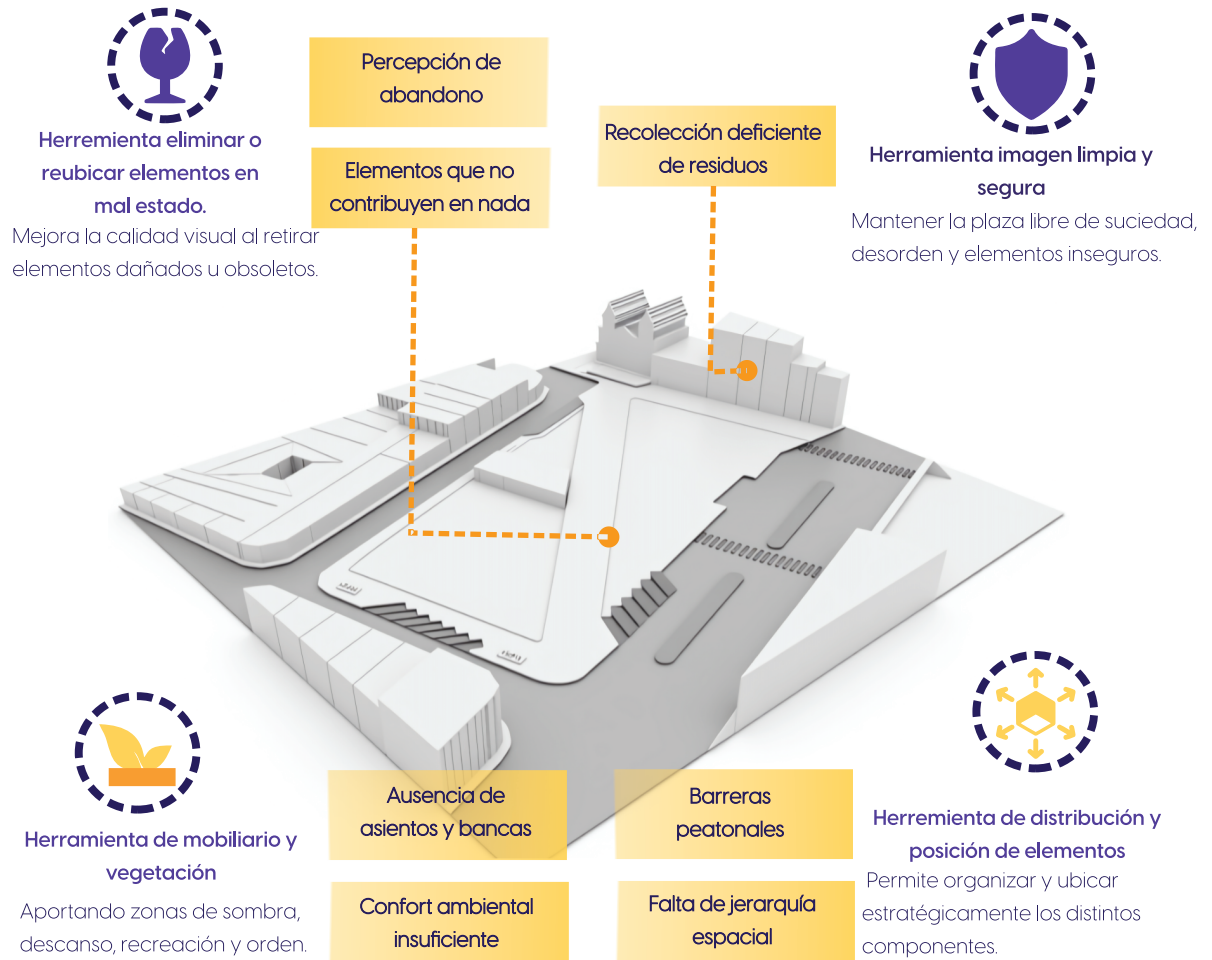 Percepción de
abandono
Recolección deficiente
de residuos
Herremienta eliminar o
reubicar elementos en
mal estado.
Mejora la calidad visual al retirar
elementos dañados u obsoletos.
Elementos que no
contribuyen en nada
Herramienta imagen limpia y
segura
Mantener la plaza libre de suciedad,
desorden y elementos inseguros.
Herramienta de mobiliario y
vegetación
Aportando zonas de sombra,
descanso, recreación y orden.
Ausencia de
asientos y bancas
Confort ambiental
insuficiente
Barreras
peatonales
Falta de jerarquía
espacial
Herremienta de distribución y
posición de elementos
Permite organizar y ubicar
estratégicamente los distintos
componentes.